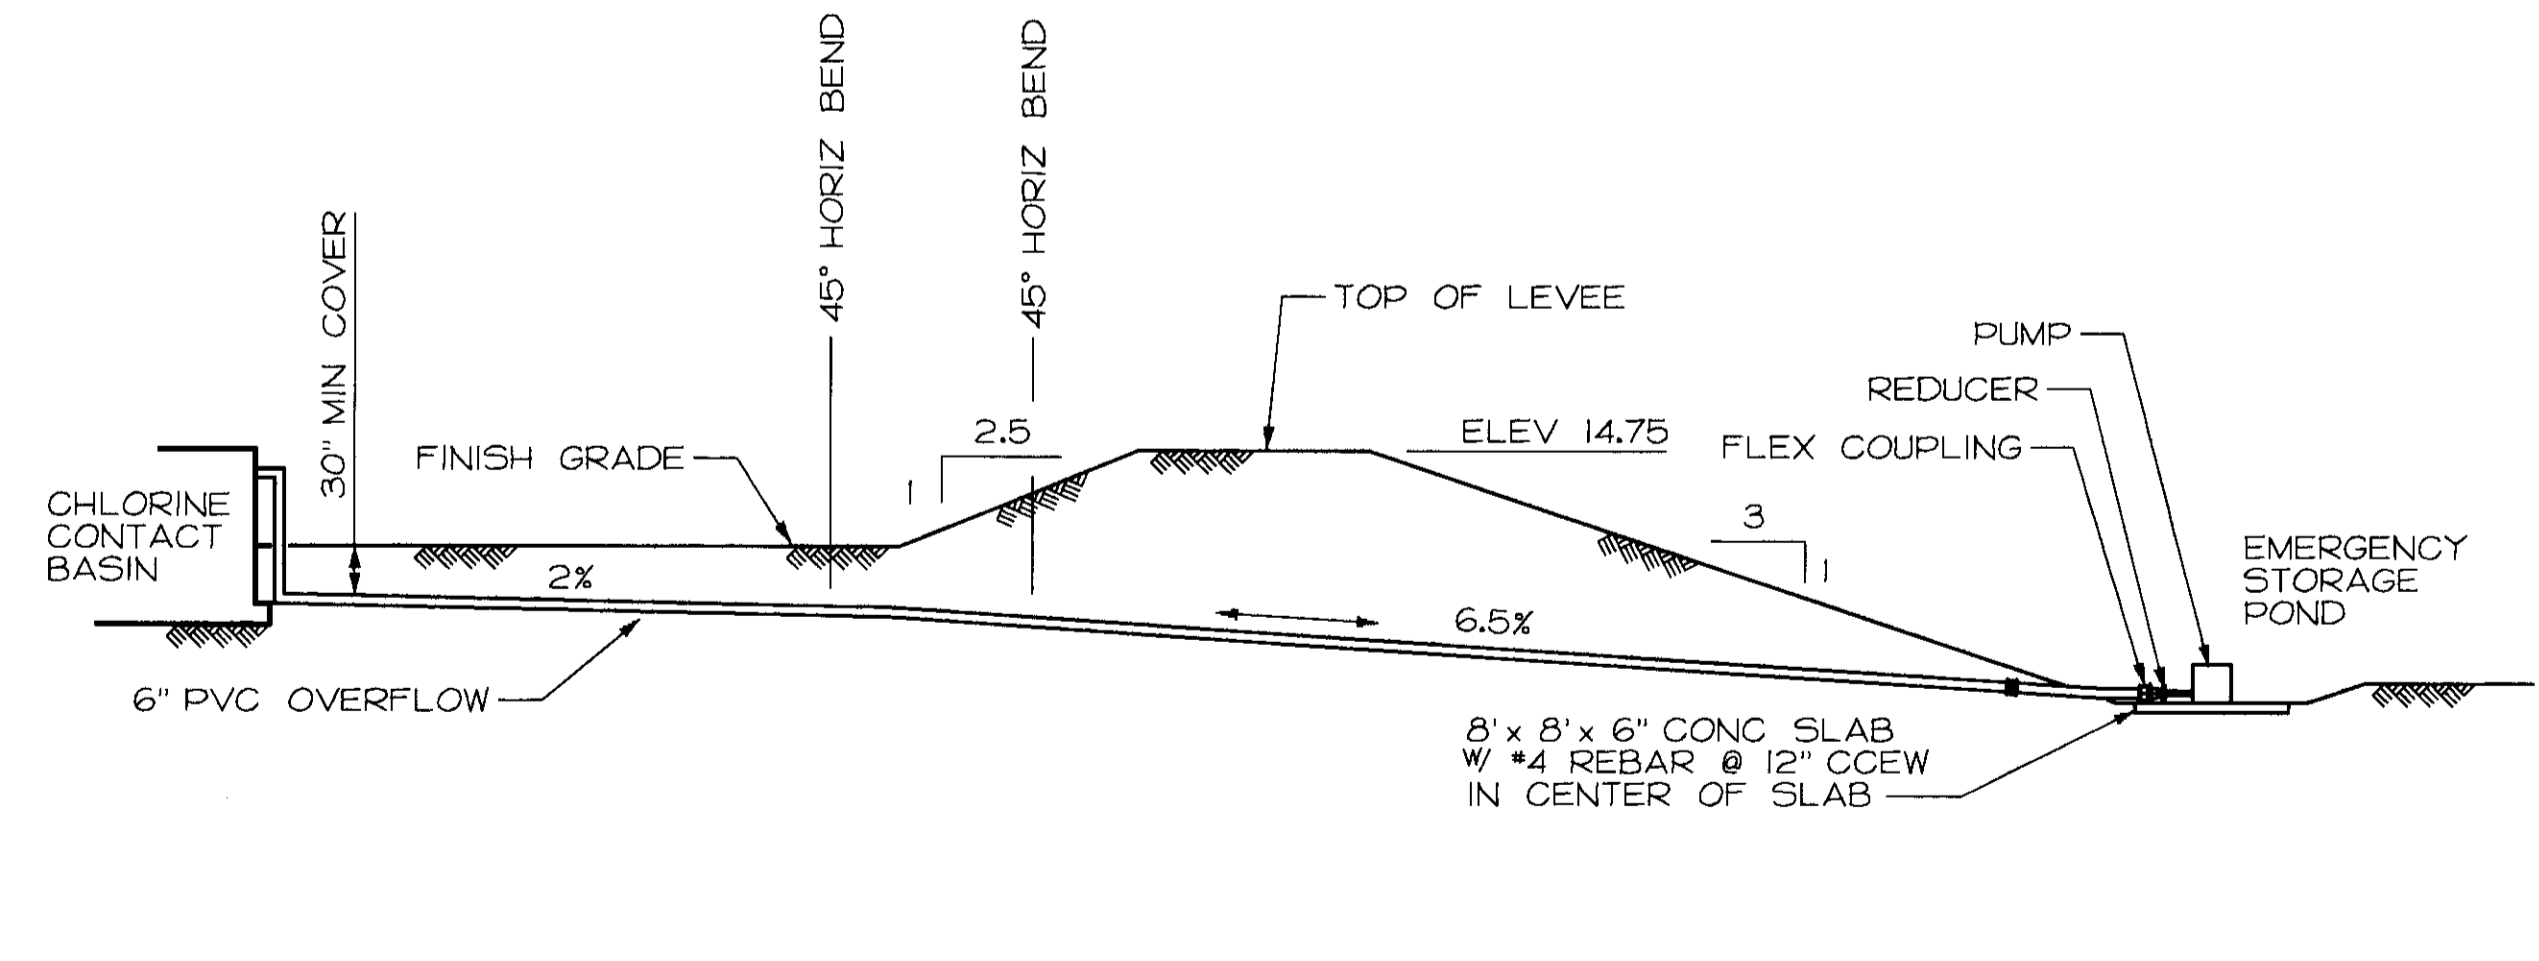 45° HORIZ BEND
45° HORIZ BEND
30" MIN COVER
TOP OF LEVEE
PUMP
REDUCER
FLEX COUPLING
FINISH GRADE
2.5
1
ELEV 14.75
3
1
CHLORINE
CONTACT
BASIN
2%
6.5%
EMERGENCY
STORAGE
POND
6" PVC OVERFLOW
8' x 8' x 6" CONC SLAB
W/ #4 REBAR @ 12" CCEW
IN CENTER OF SLAB